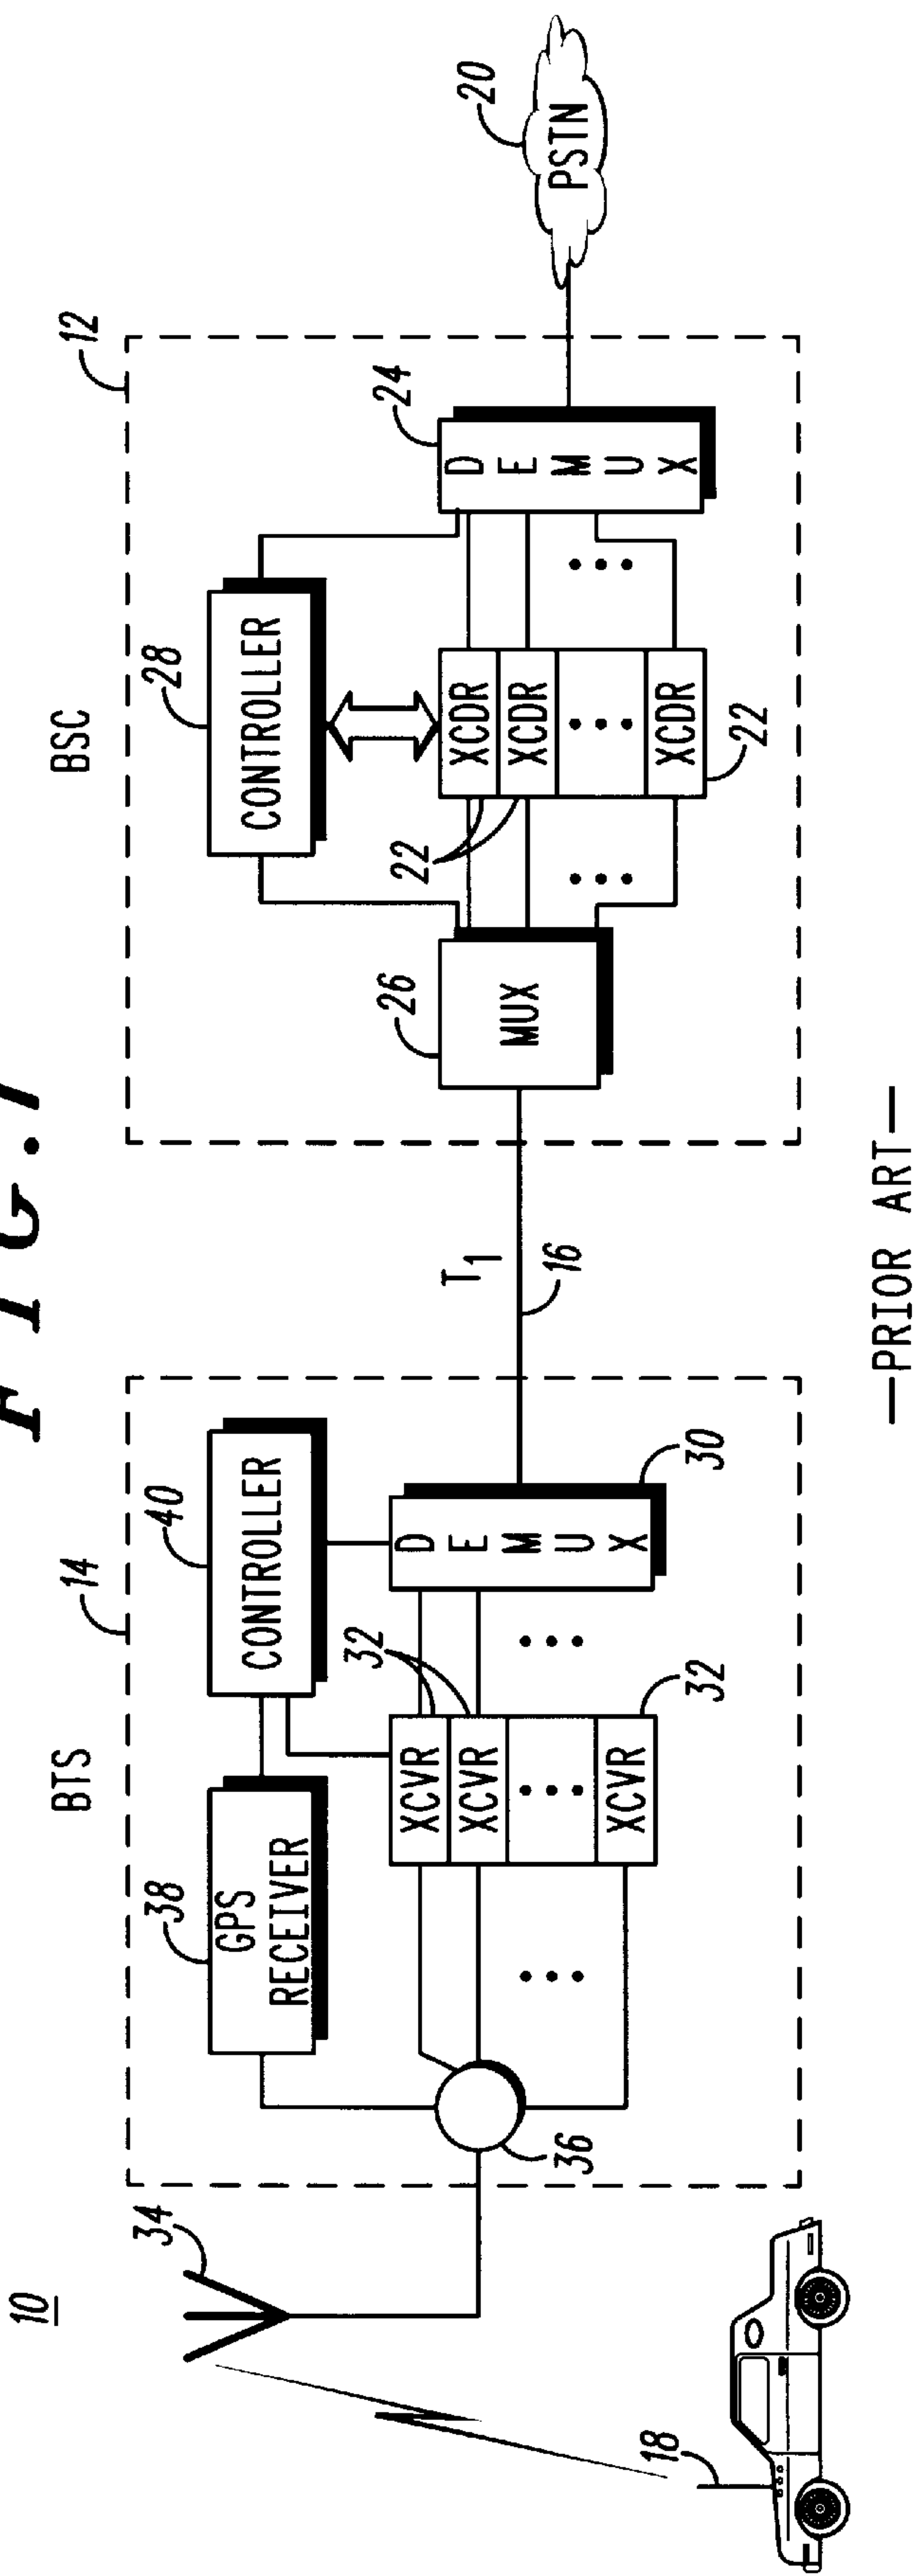 FIG.1
10
BTS
BSC
14
12
34
38
GPS
RECEIVER
40
CONTROLLER
28
CONTROLLER
20
PSTN
36
32
XCVR
XCVR
XCVR
32
DEMUX
30
T1
16
26
MUX
22
XCDR
XCDR
XCDR
22
24
DEMUX
18
—PRIOR ART—